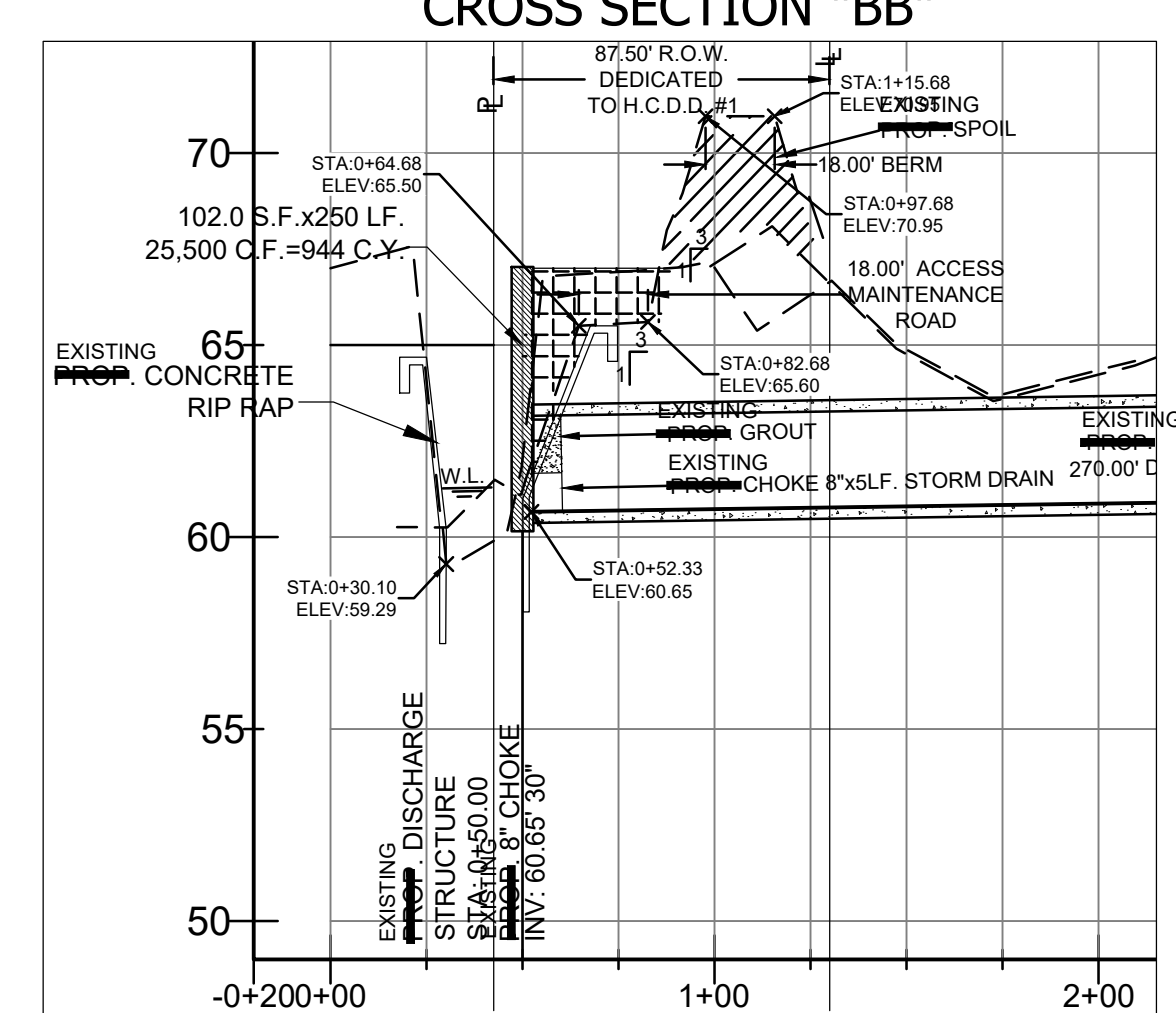 CROSS SECTION "BB"
87.50' R.O.W.
DEDICATED
TO H.C.D.D. #1
STA:1+15.68
ELEV:70.95
EXISTING
PROP. SPOIL
18.00' BERM
STA:0+97.68
ELEV:70.95
STA:0+64.68
ELEV:65.50
102.0 S.F.x250 LF.
25,500 C.F.=944 C.Y.
3
1
18.00' ACCESS
MAINTENANCE
ROAD
3
1
STA:0+82.68
ELEV:65.60
EXISTING
PROP. CONCRETE
RIP RAP
W.L.
EXISTING
PROP. GROUT
EXISTING
PROP. CHOKE 8"x5LF. STORM DRAIN
EXISTING
PROP.
270.00'
STA:0+52.33
ELEV:60.65
STA:0+30.10
ELEV:59.29
EXISTING
PROP. DISCHARGE
STRUCTURE
STA: 0+50.00
EXISTING
PROP. 8" CHOKE
INV: 60.65' 30"
70
65
60
55
50
-0+20
0+00
1+00
2+00